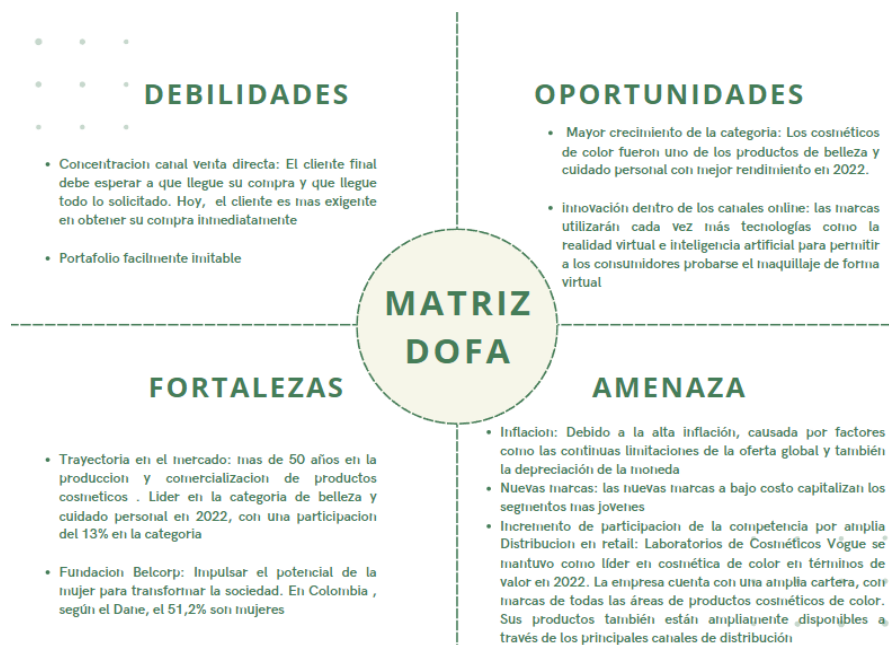 DEBILIDADES
• Concentracion canal venta directa: El cliente final
debe esperar a que llegue su compra y que llegue
todo lo solicitado. Hoy, el cliente es mas exigente
en obtener su compra inmediatamente
• Portafolio facilmente imitable
OPORTUNIDADES
• Mayor crecimiento de la categoria: Los cosméticos
de color fueron uno de los productos de belleza y
cuidado personal con mejor rendimiento en 2022.
• innovación dentro de los canales online: las marcas
utilizarán cada vez más tecnologías como la
realidad virtual e inteligencia artificial para permitir
a los consumidores probarse el maquillaje de forma
virtual
MATRIZ
DOFA
FORTALEZAS
• Trayectoria en el mercado: mas de 50 años en la
produccion y comercializacion de productos
cosmeticos . Lider en la categoria de belleza y
cuidado personal en 2022, con una participacion
del 13% en la categoria
• Fundacion Belcorp: Impulsar el potencial de la
mujer para transformar la sociedad. En Colombia ,
según el Dane, el 51,2% son mujeres
AMENAZA
• Inflacion: Debido a la alta inflación, causada por factores
como las continuas limitaciones de la oferta global y también
la depreciación de la moneda
• Nuevas marcas: las nuevas marcas a bajo costo capitalizan los
segmentos mas jovenes
• Incremento de participacion de la competencia por amplia
Distribucion en retail: Laboratorios de Cosméticos Vogue se
mantuvo como líder en cosmética de color en términos de
valor en 2022. La empresa cuenta con una amplia cartera, con
marcas de todas las áreas de productos cosméticos de color.
Sus productos también están ampliamente disponibles a
través de los principales canales de distribución